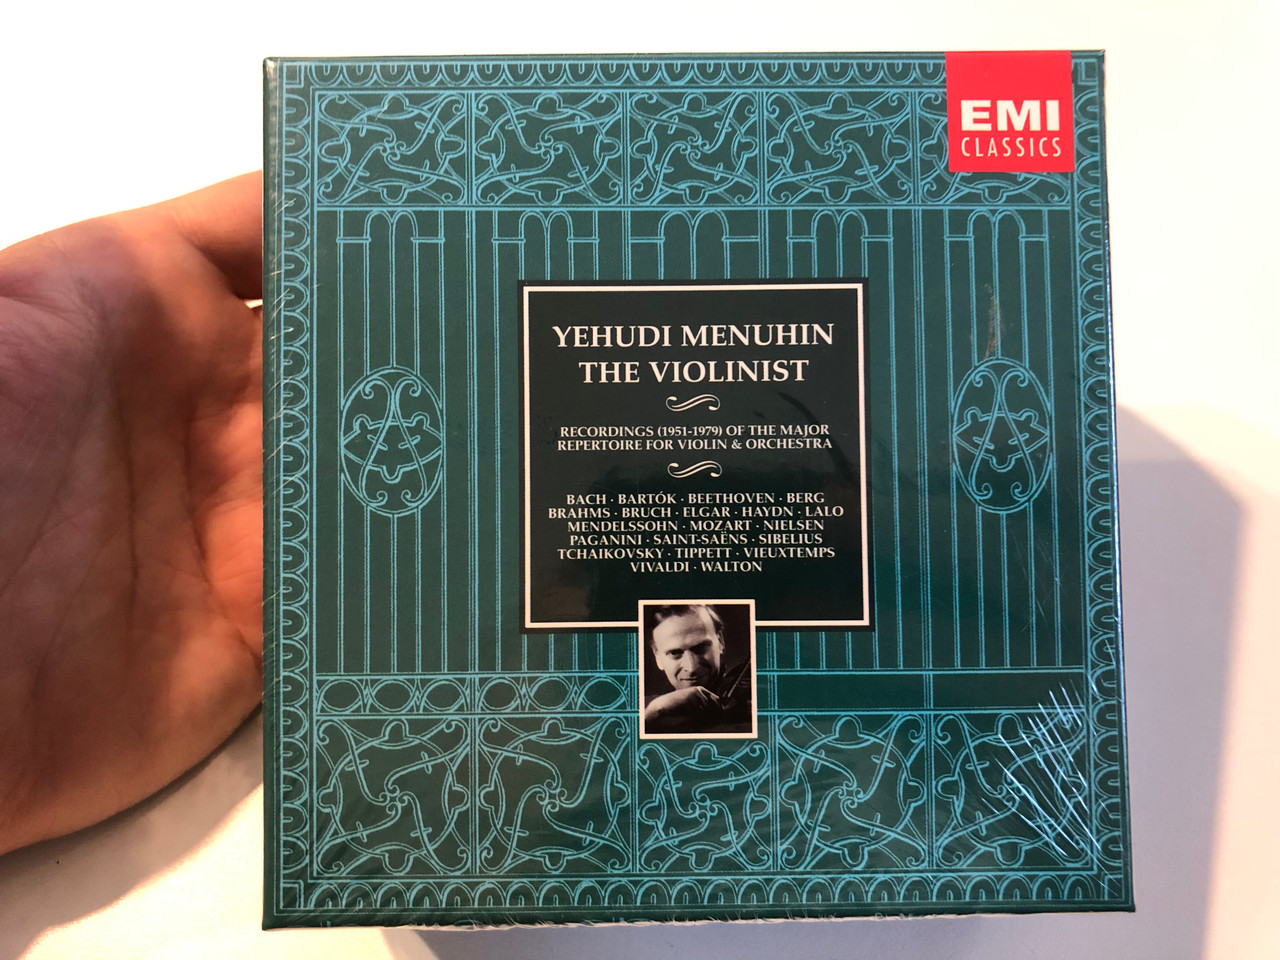 EMI
CLASSICS
YEHUDI MENUHIN
THE VIOLINIST
RECORDINGS (1951-1979) OF THE MAJOR
REPERTOIRE FOR VIOLIN & ORCHESTRA
BACH · BARTÓK · BEETHOVEN · BERG
BRAHMS · BRUCH · ELGAR · HAYDN · LALO
MENDELSSOHN · MOZART · NIELSEN
PAGANINI · SAINT-SAËNS · SIBELIUS
TCHAIKOVSKY · TIPPETT · VIEUXTEMPS
VIVALDI · WALTON